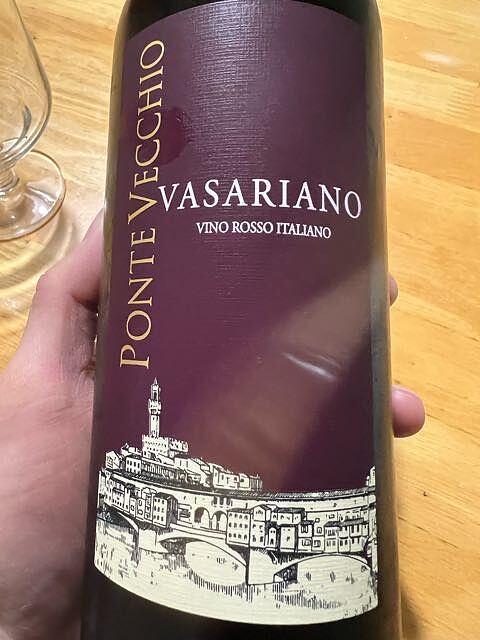 PONTE VECCHIO
VASARIANO
VINO ROSSO ITALIANO